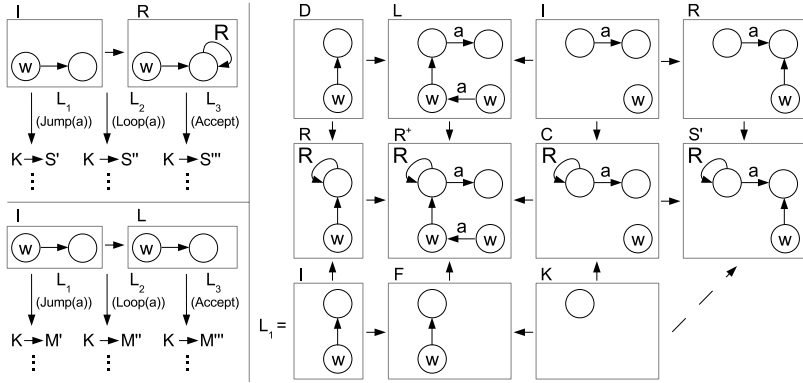 I R
R
w w
L1 L2 L3
(Jump(a)) (Loop(a)) (Accept)
K S' K S'' K S'''
I L
w w
L1 L2 L3
(Jump(a)) (Loop(a)) (Accept)
K M' K M'' K M'''
D L I R
a a a
a
w w w w w
R R+ C S'
R R R R
a a a
a
w w w w w
I F K
L1 =
w w